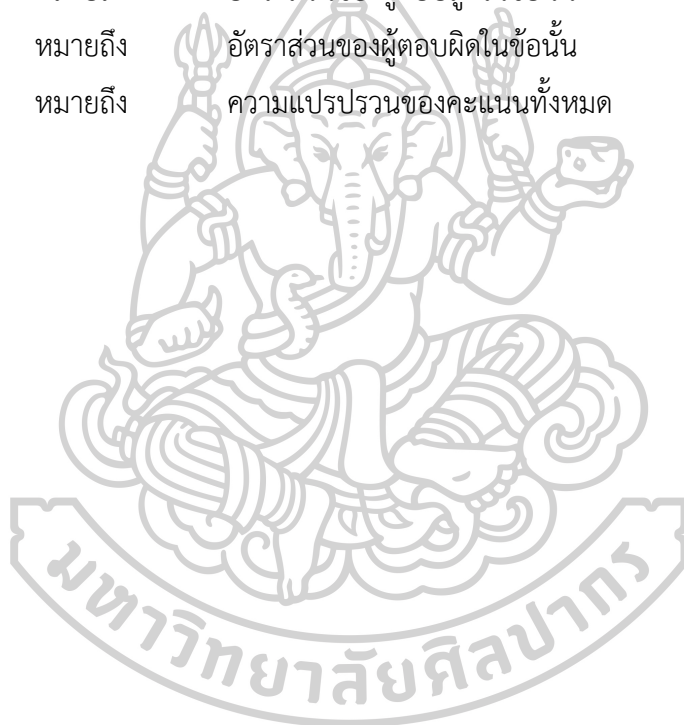 หมายถึง อัตราส่วนของผู้ตอบผิดในข้อนั้น
หมายถึง ความแปรปรวนของคะแนนทั้งหมด
มหาวิทยาลัยศิลปากร